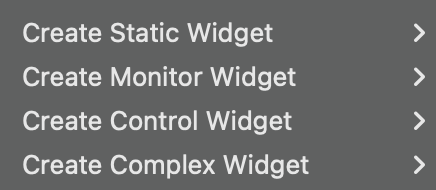 Create Static Widget
Create Monitor Widget
Create Control Widget
Create Complex Widget